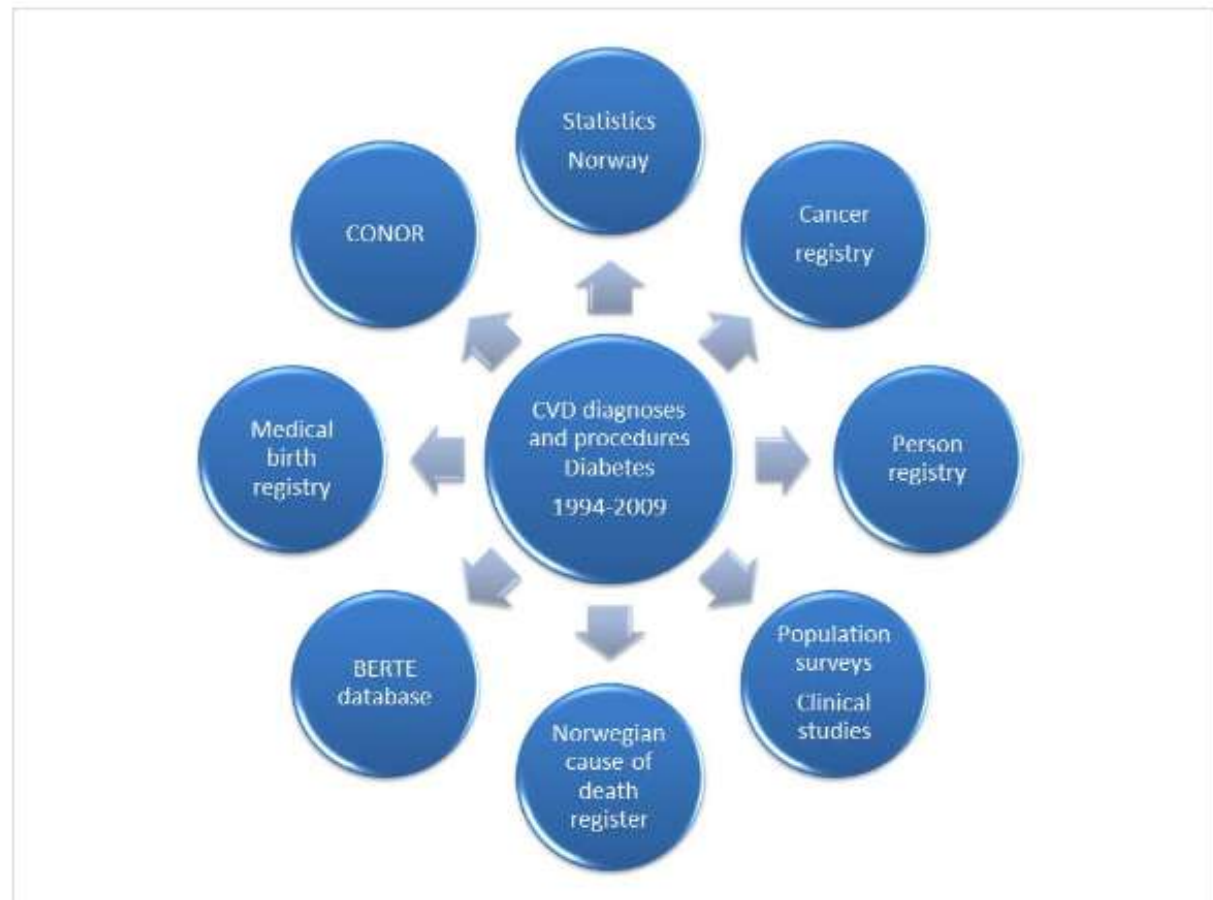 Statistics
Norway
Cancer
registry
Person
registry
Population
surveys
Clinical
studies
Norwegian
cause of
death
register
BERTE
database
Medical
birth
registry
CONOR
CVD diagnoses
and procedures
Diabetes
1994-2009